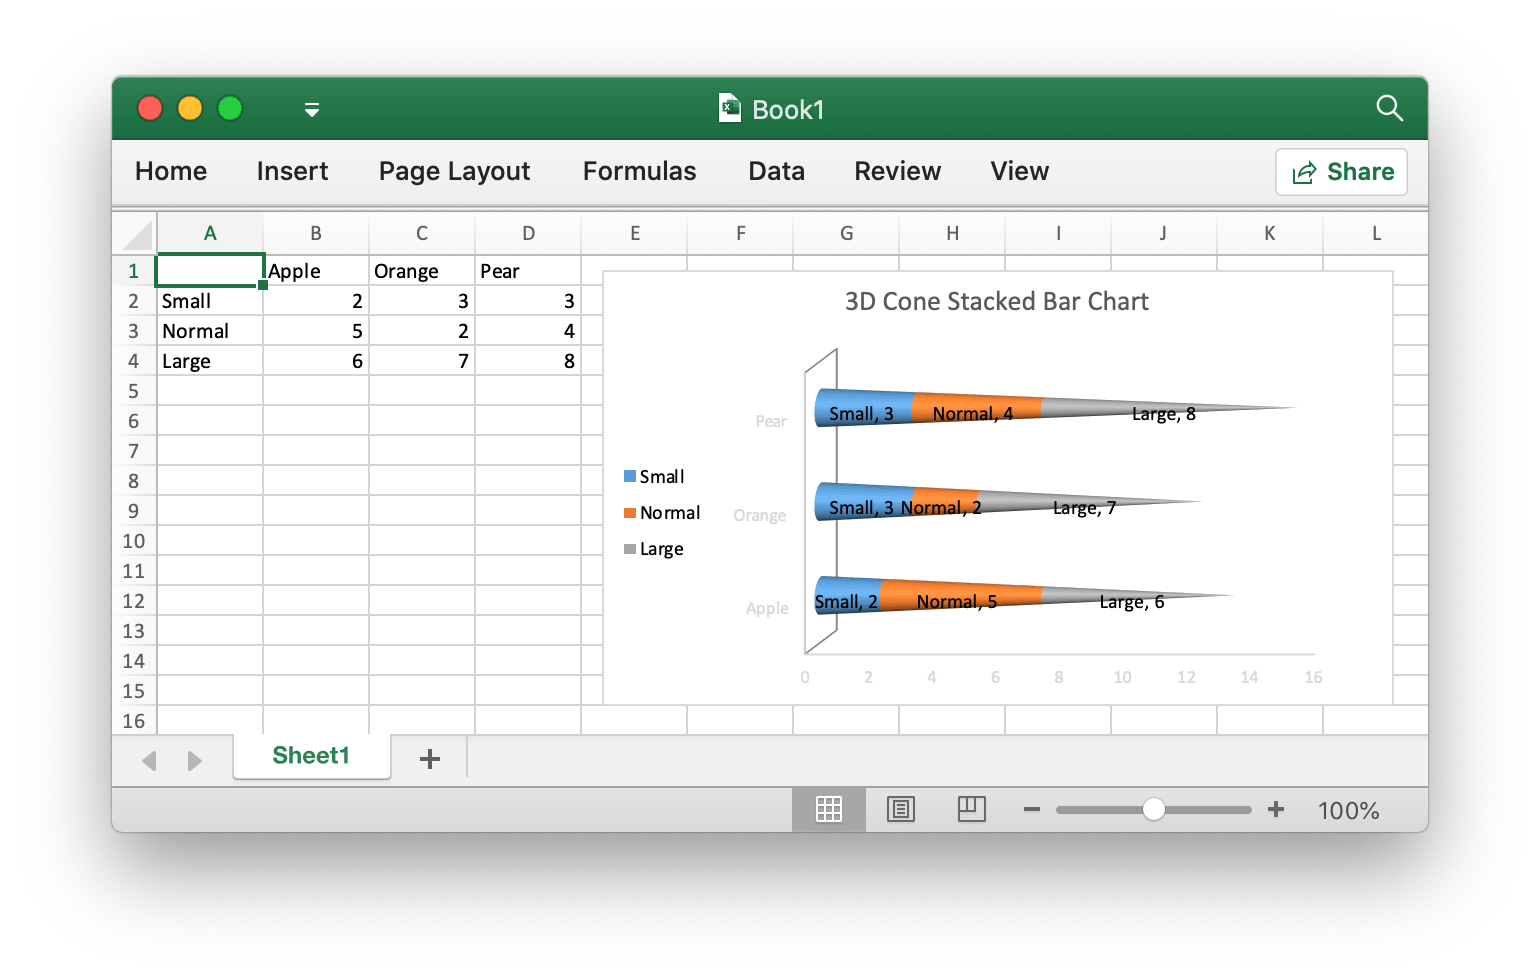 Book1
Home Insert Page Layout Formulas Data Review View Share
A B C D E F G H I J K L
1 Apple Orange Pear
2 Small 2 3 3
3 Normal 5 2 4
4 Large 6 7 8
5
6
7
8
9
10
11
12
13
14
15
16
3D Cone Stacked Bar Chart
Pear Small, 3 Normal, 4 Large, 8
Orange Small, 3 Normal, 2 Large, 7
Apple Small, 2 Normal, 5 Large, 6
0 2 4 6 8 10 12 14 16
Small
Normal
Large
Sheet1 +
100%